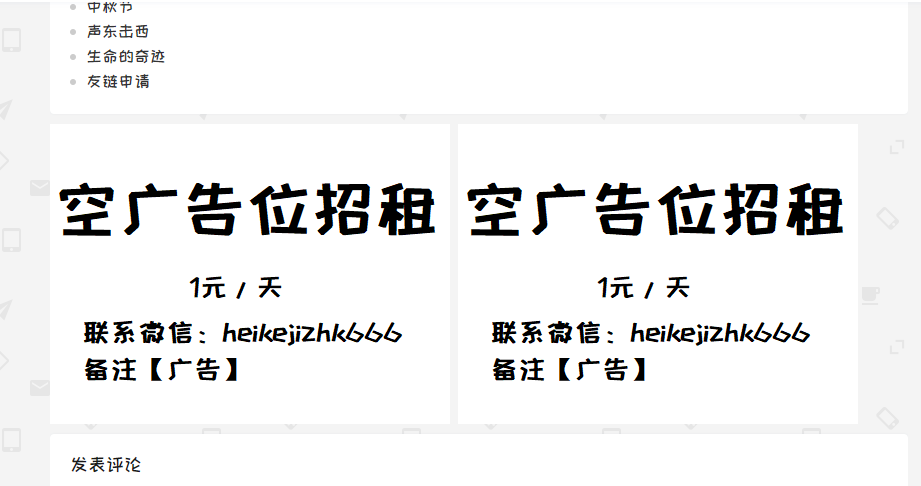 中秋节
声东击西
生命的奇迹
友链申请
空广告位招租
1元 / 天
联系微信：heikejizhk666
备注【广告】
空广告位招租
1元 / 天
联系微信：heikejizhk666
备注【广告】
发表评论